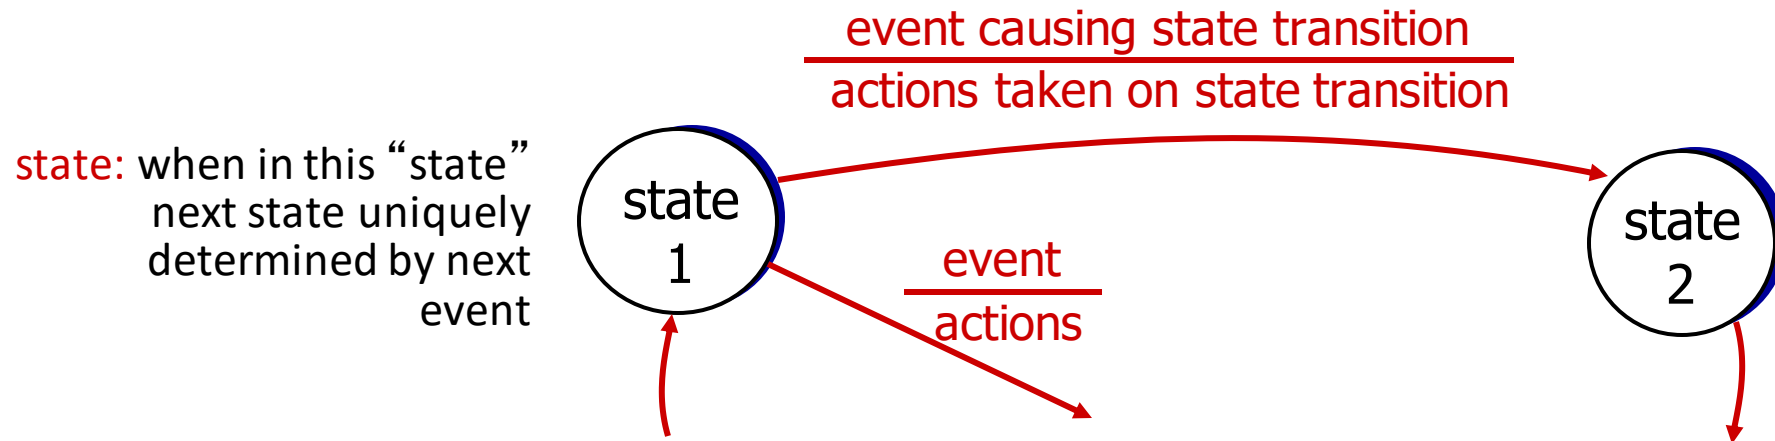 event causing state transition
actions taken on state transition
state: when in this “state”
next state uniquely
determined by next
event
state
1
event
actions
state
2